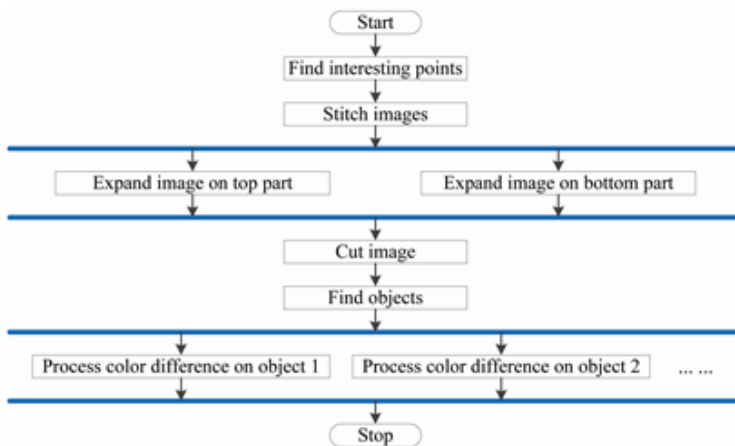 Start
Find interesting points
Stitch images
Expand image on top part
Expand image on bottom part
Cut image
Find objects
Process color difference on object 1
Process color difference on object 2
... ...
Stop